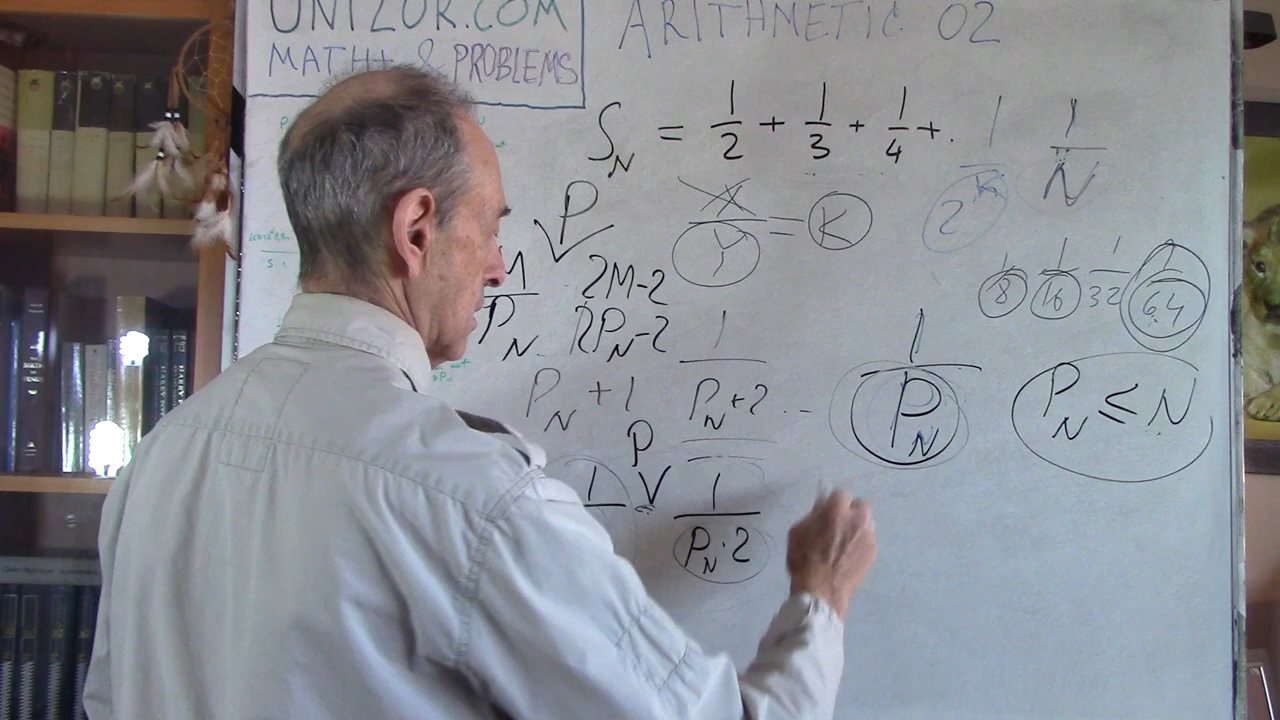 UNIZOR.COM
MATH+ & PROBLEMS
ARITHMETIC 02
S_N = 1/2 + 1/3 + 1/4 +. 1/2^K 1/N
P
X/Y = K
1/8 1/16 1/32 1/64
M/P_N 2M-2/2P_N-2
P_N+1 1/P_N+2 .. 1/P_N P_N ≤ N
P
1 V 1/P_N·2